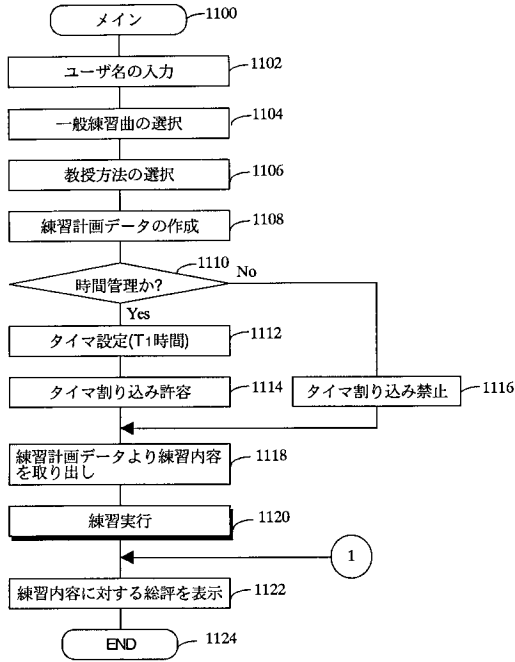 メイン
1100
ユーザ名の入力
1102
一般練習曲の選択
1104
教授方法の選択
1106
練習計画データの作成
1108
時間管理か?
1110
No
Yes
タイマ設定(T1時間)
1112
タイマ割り込み許容
1114
タイマ割り込み禁止
1116
練習計画データより練習内容
を取り出し
1118
練習実行
1120
1
練習内容に対する総評を表示
1122
END
1124